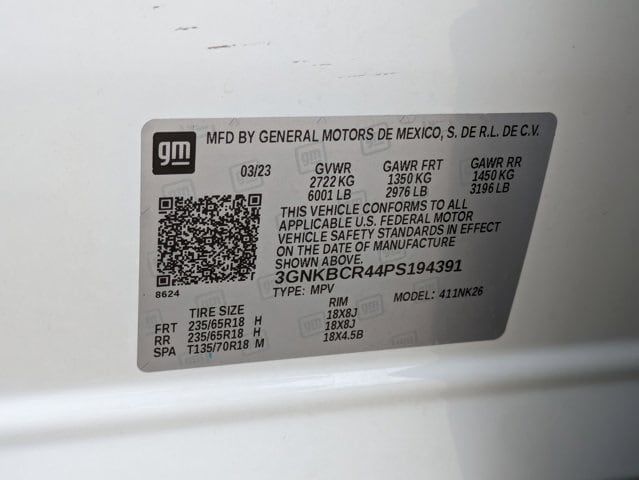 gm
MFD BY GENERAL MOTORS DE MEXICO, S. DE R.L. DE C.V.
03/23 GVWR GAWR FRT GAWR RR
2722 KG 1350 KG 1450 KG
6001 LB 2976 LB 3196 LB
THIS VEHICLE CONFORMS TO ALL
APPLICABLE U.S. FEDERAL MOTOR
VEHICLE SAFETY STANDARDS IN EFFECT
ON THE DATE OF MANUFACTURE
SHOWN ABOVE.
3GNKBCR44PS194391
8624
TYPE: MPV MODEL: 411NK26
TIRE SIZE RIM
FRT 235/65R18 H 18X8J
RR 235/65R18 H 18X8J
SPA T135/70R18 M 18X4.5B